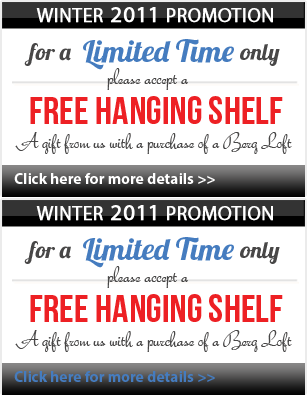 WINTER 2011 PROMOTION
for a Limited Time only
please accept a
FREE HANGING SHELF
A gift from us with a purchase of a Berg Loft
Click here for more details >>
WINTER 2011 PROMOTION
for a Limited Time only
please accept a
FREE HANGING SHELF
A gift from us with a purchase of a Berg Loft
Click here for more details >>